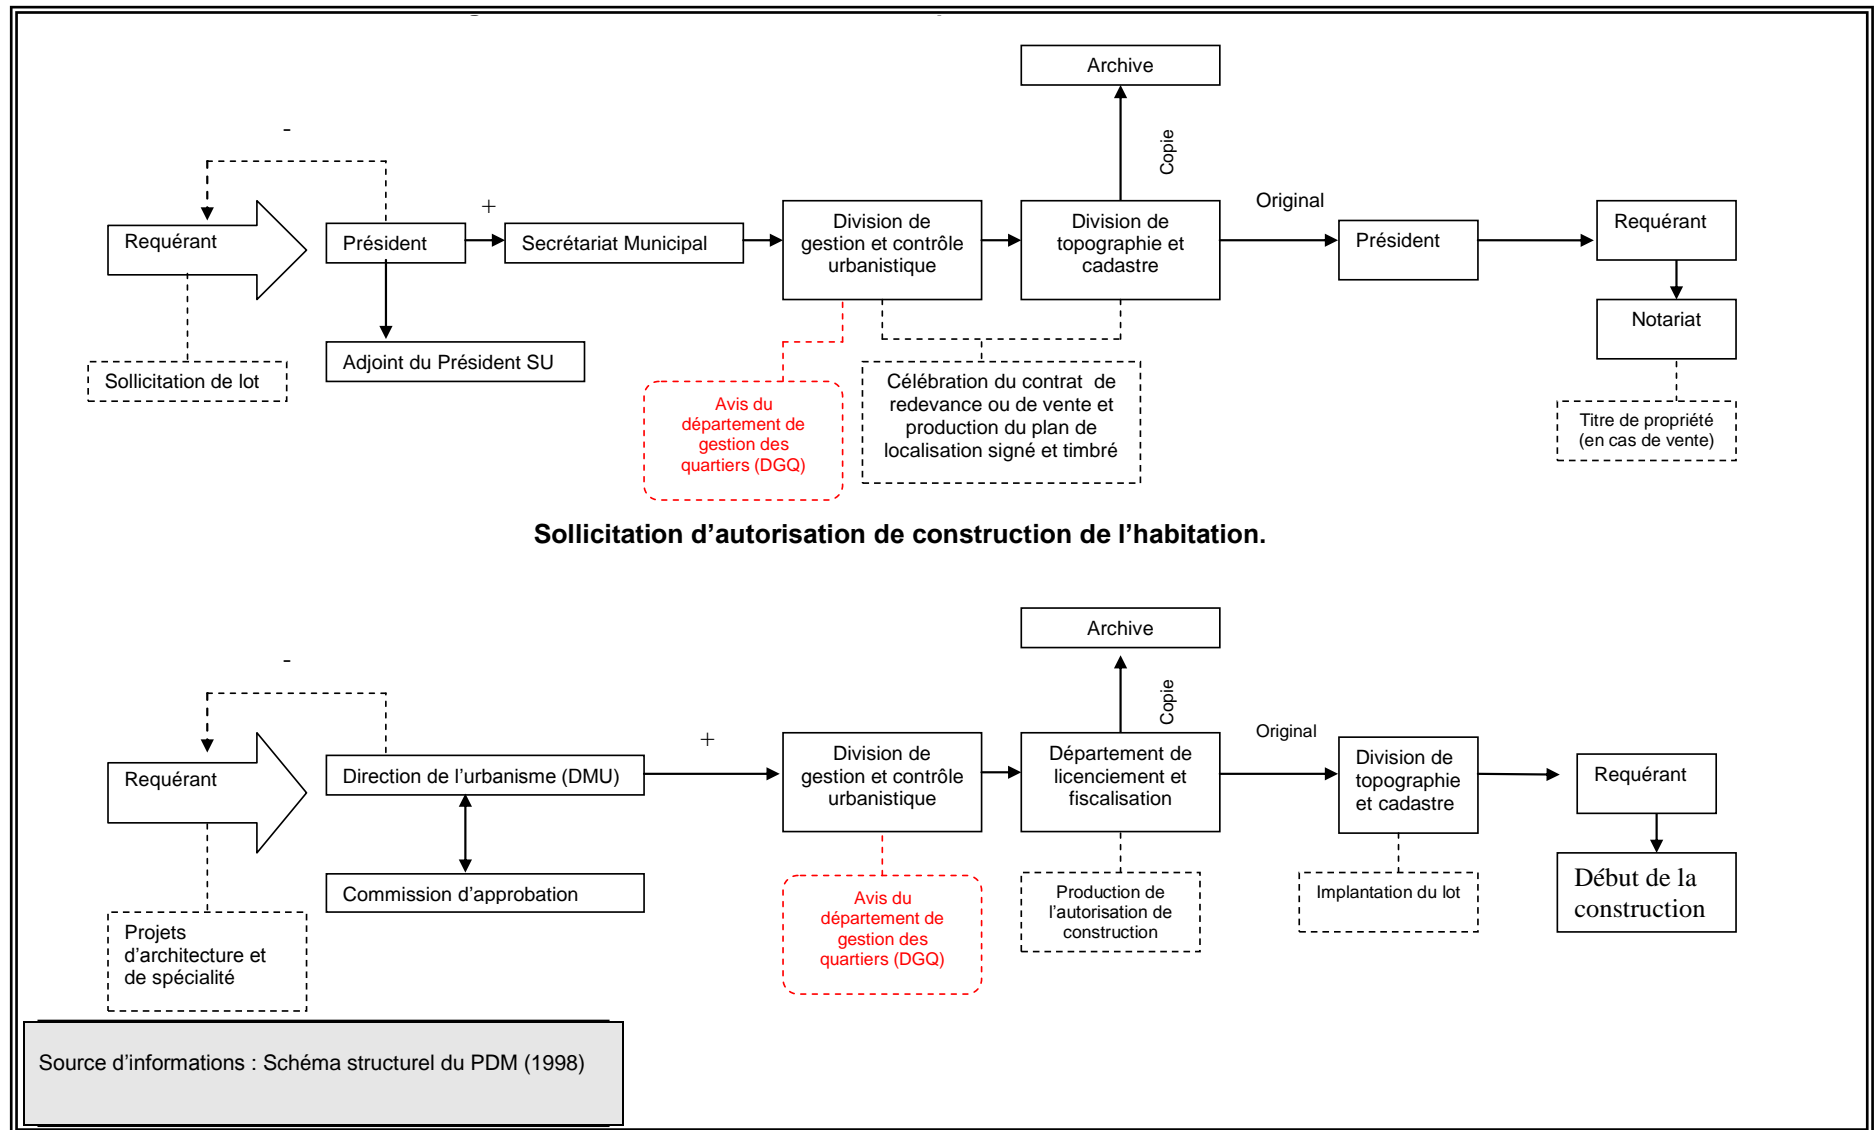 Archive
-
Copie
+
Original
Requérant
Président
Secrétariat Municipal
Division de
gestion et contrôle
urbanistique
Division de
topographie et
cadastre
Président
Requérant
Notariat
Adjoint du Président SU
Sollicitation de lot
Avis du
département de
gestion des
quartiers (DGQ)
Célébration du contrat de
redevance ou de vente et
production du plan de
localisation signé et timbré
Titre de propriété
(en cas de vente)
Sollicitation d’autorisation de construction de l’habitation.
Archive
-
Copie
+
Original
Requérant
Direction de l’urbanisme (DMU)
Division de
gestion et contrôle
urbanistique
Département de
licenciement et
fiscalisation
Division de
topographie
et cadastre
Requérant
Commission d’approbation
Avis du
département de
gestion des
quartiers (DGQ)
Production de
l’autorisation de
construction
Implantation du lot
Début de la
construction
Projets
d’architecture et
de spécialité
Source d’informations : Schéma structurel du PDM (1998)